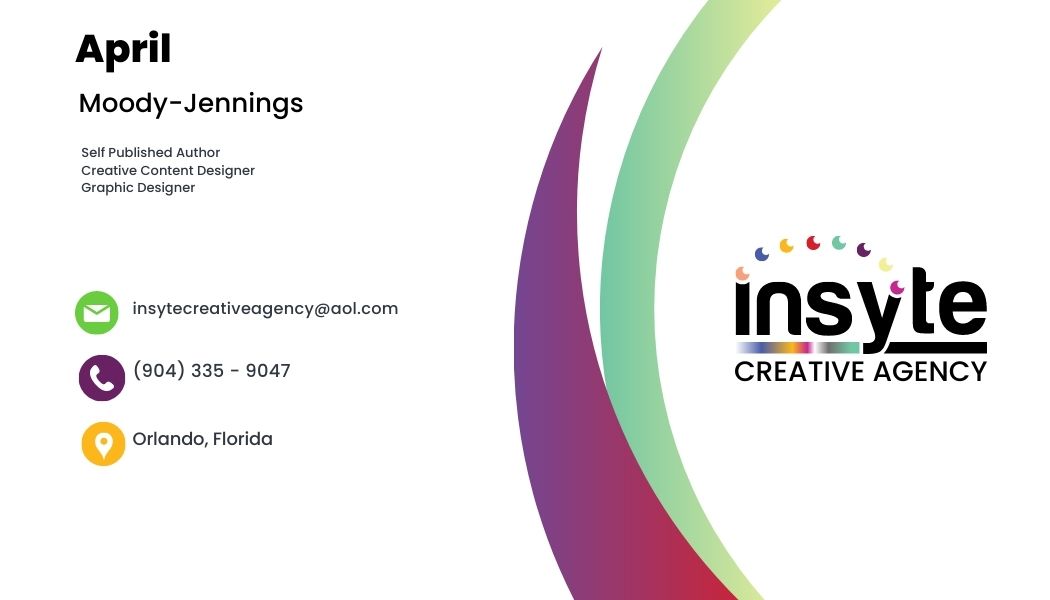 April
Moody-Jennings
Self Published Author
Creative Content Designer
Graphic Designer
insytecreativeagency@aol.com
(904) 335 - 9047
Orlando, Florida
insyte
CREATIVE AGENCY